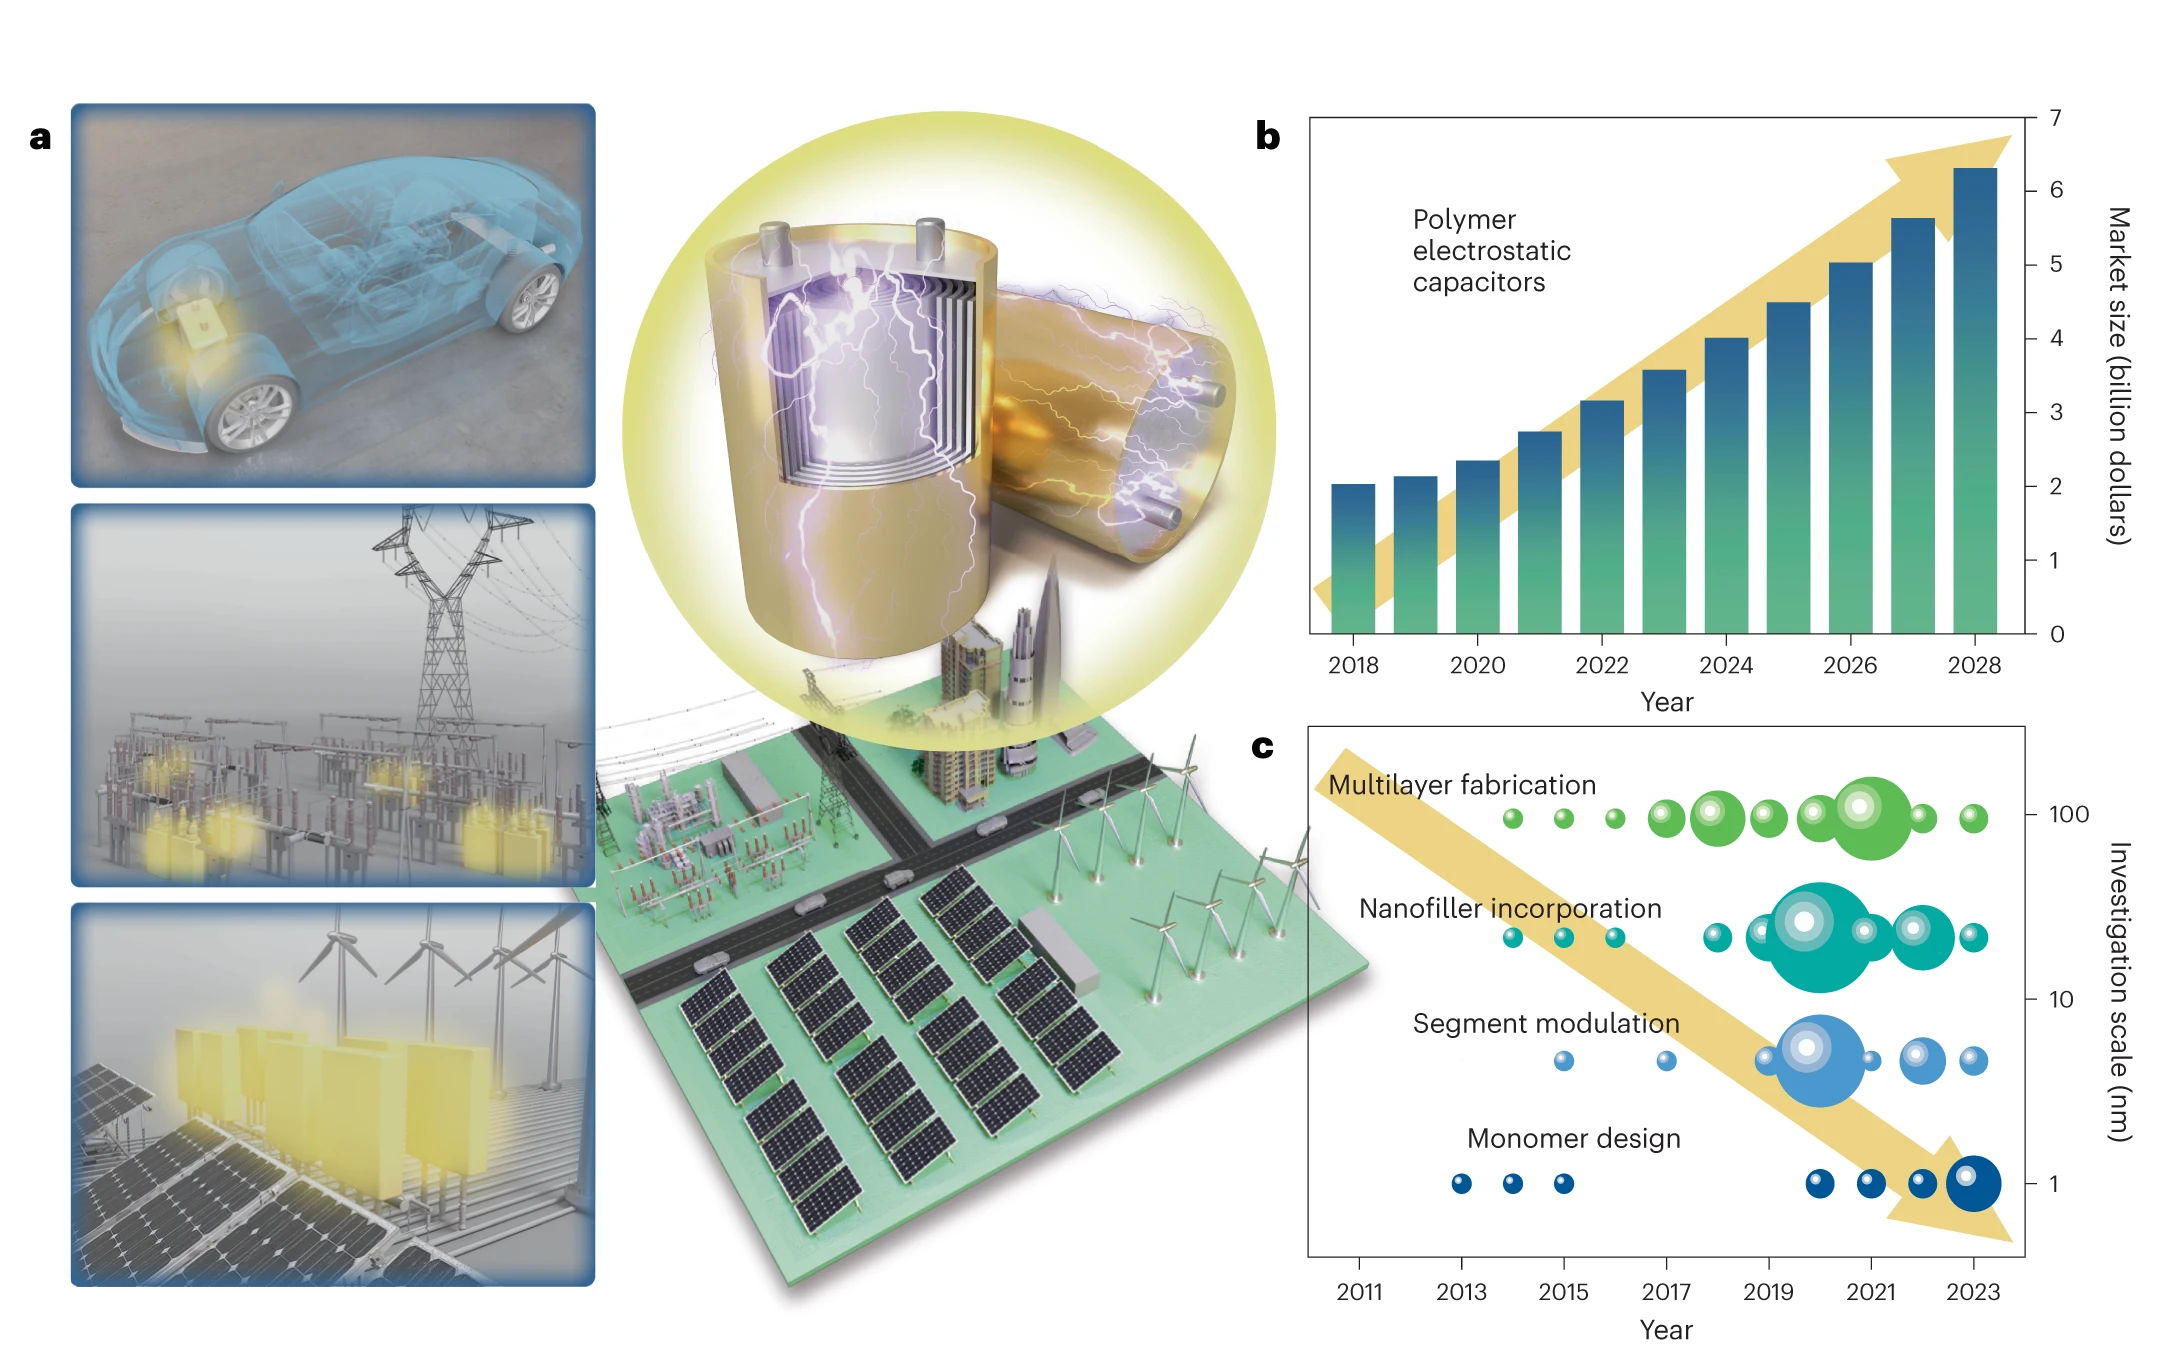 a
b
7
6
5
4
3
2
1
0
Market size (billion dollars)
Polymer
electrostatic
capacitors
2018 2020 2022 2024 2026 2028
Year
c
Multilayer fabrication
Nanofiller incorporation
Segment modulation
Monomer design
100
10
1
Investigation scale (nm)
2011 2013 2015 2017 2019 2021 2023
Year